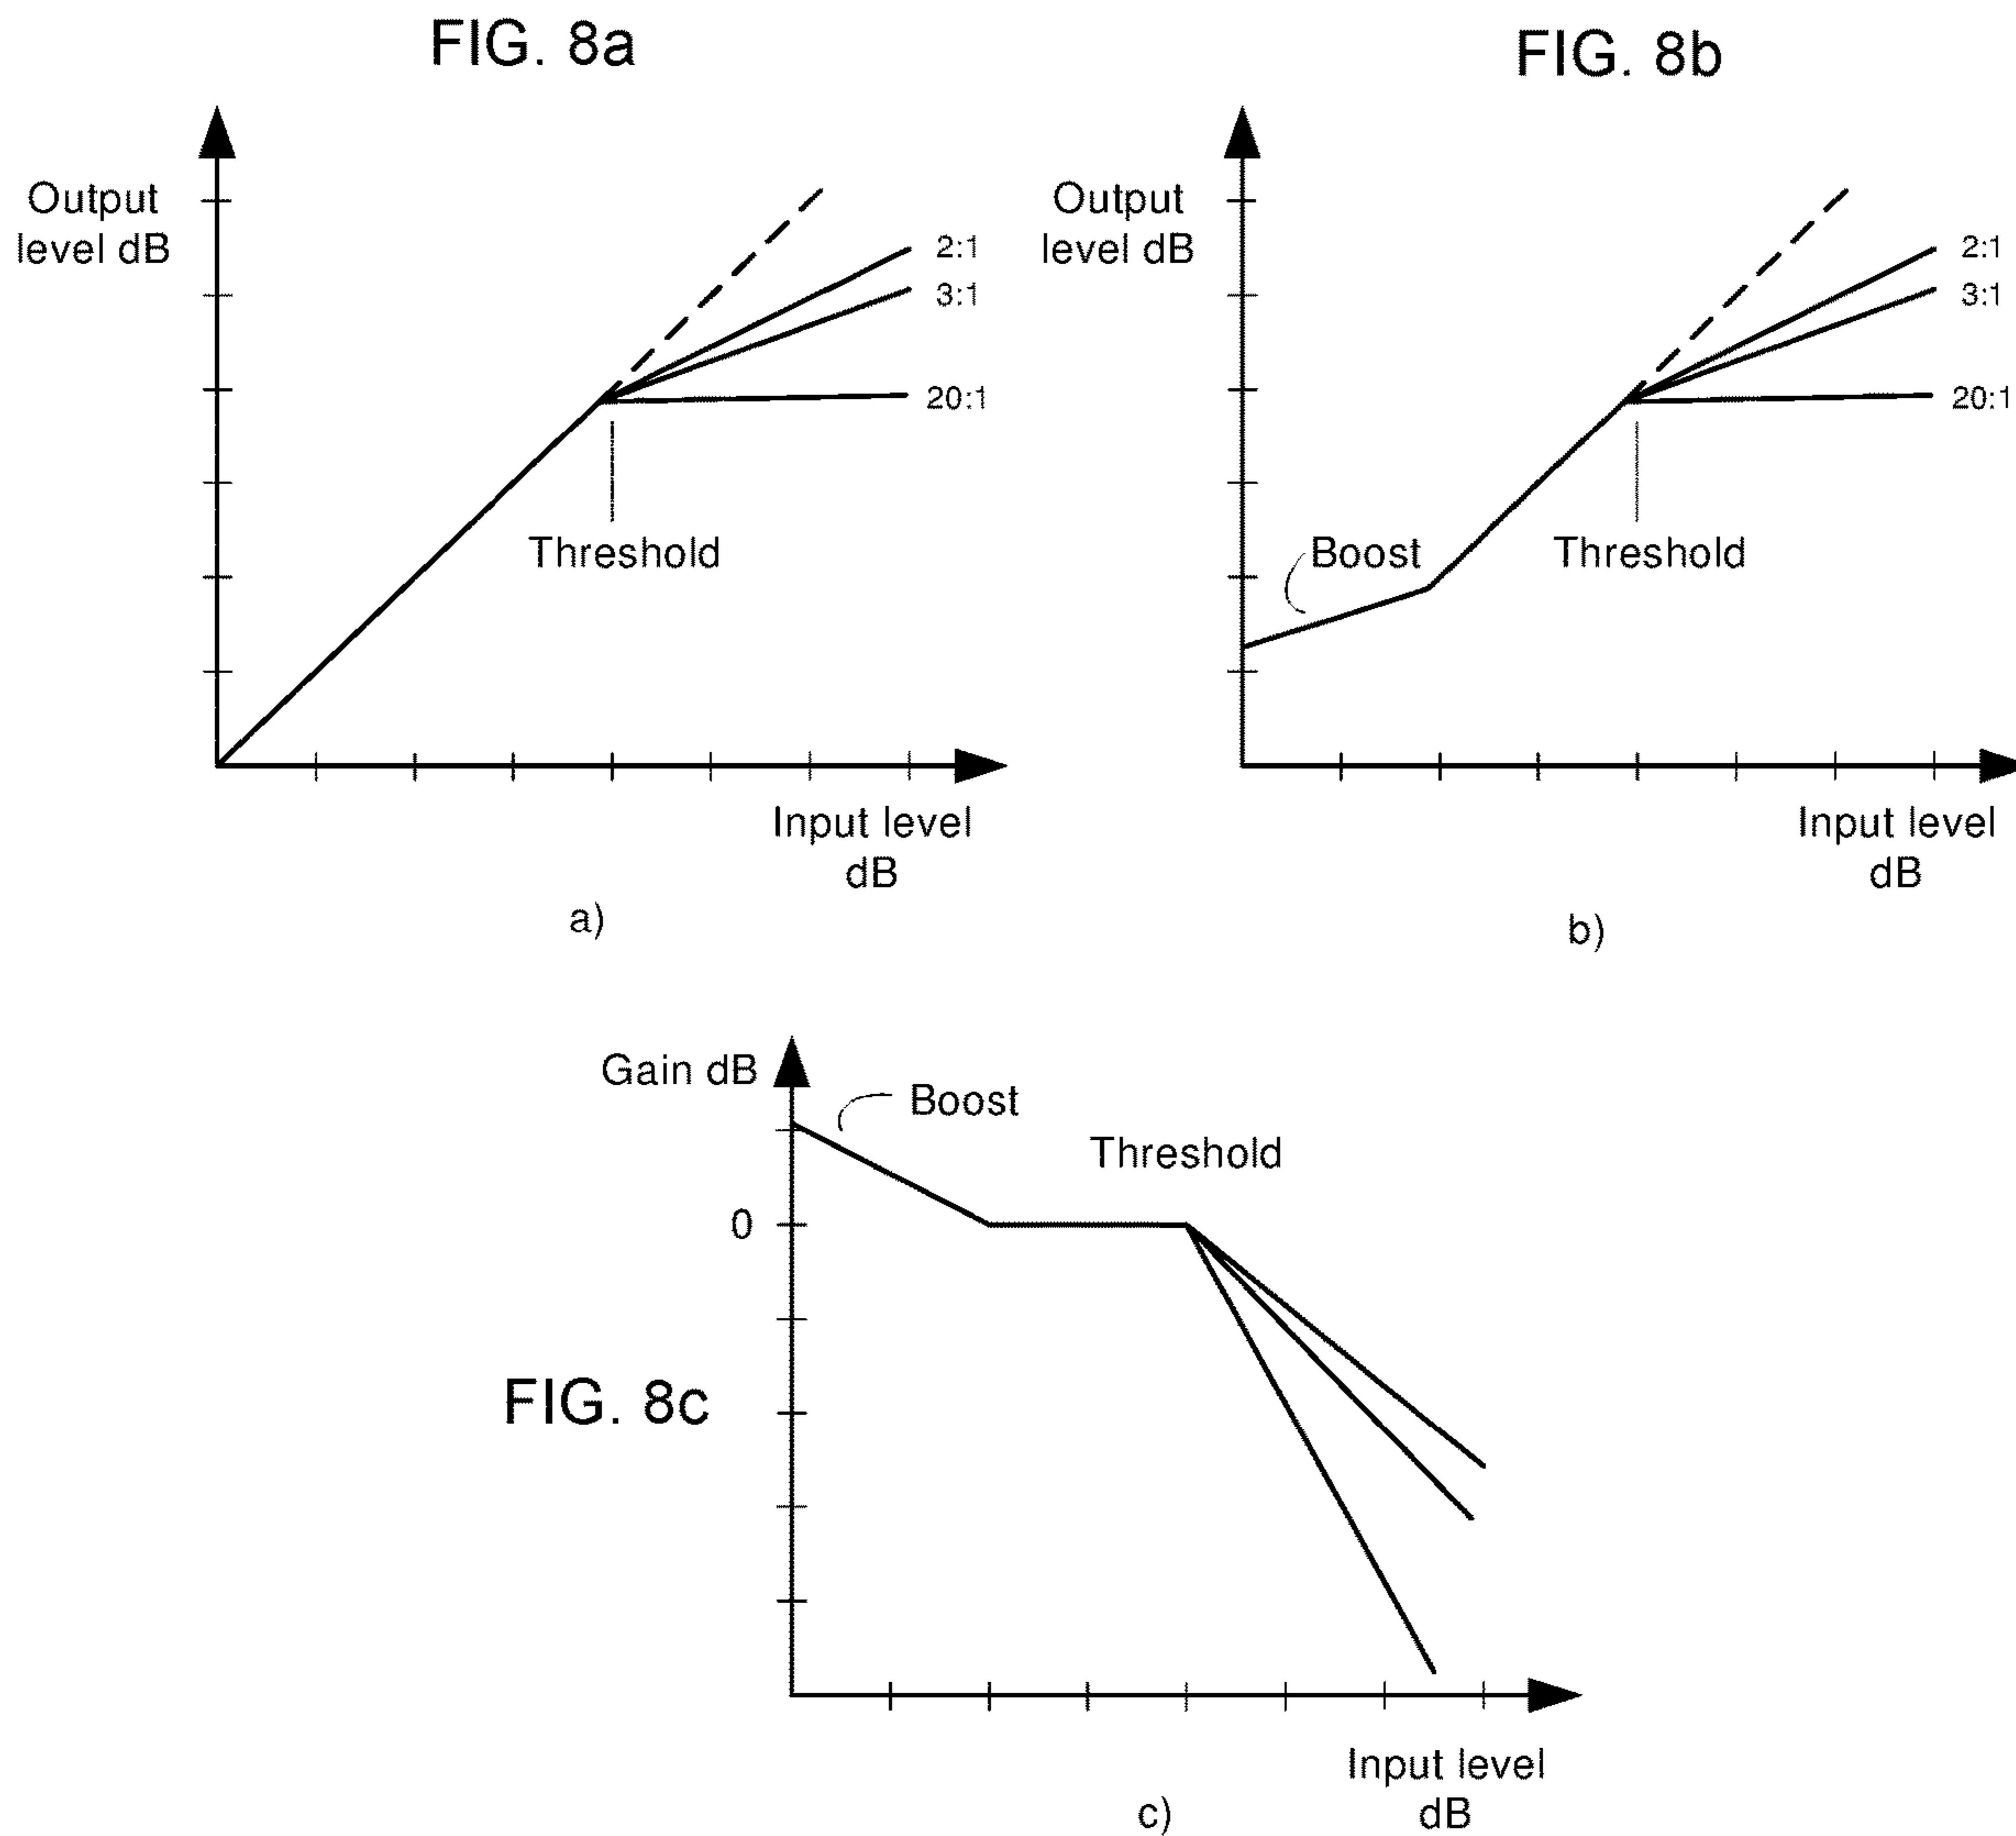 FIG. 8a
Output
level dB
2:1
3:1
20:1
Threshold
Input level
dB
a)
FIG. 8b
Output
level dB
2:1
3:1
20:1
Boost
Threshold
Input level
dB
b)
Gain dB
Boost
Threshold
0
FIG. 8c
Input level
dB
c)